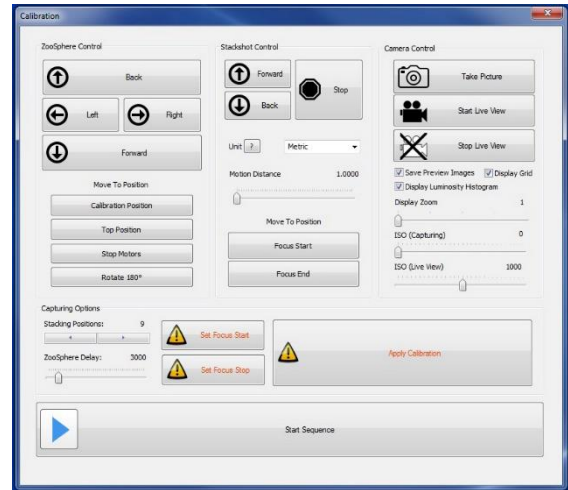 Calibration
ZooSphere Control
Back
Left
Right
Forward
Move To Position
Calibration Position
Top Position
Stop Motors
Rotate 180°
Stackshot Control
Forward
Back
Stop
Unit ? Metric
Motion Distance 1.0000
Move To Position
Focus Start
Focus End
Camera Control
Take Picture
Start Live View
Stop Live View
Save Preview Images Display Grid
Display Luminosity Histogram
Display Zoom 1
ISO (Capturing) 0
ISO (Live View) 1000
Capturing Options
Stacking Positions: 9
ZooSphere Delay: 3000
Set Focus Start
Set Focus Stop
Apply Calibration
Start Sequence